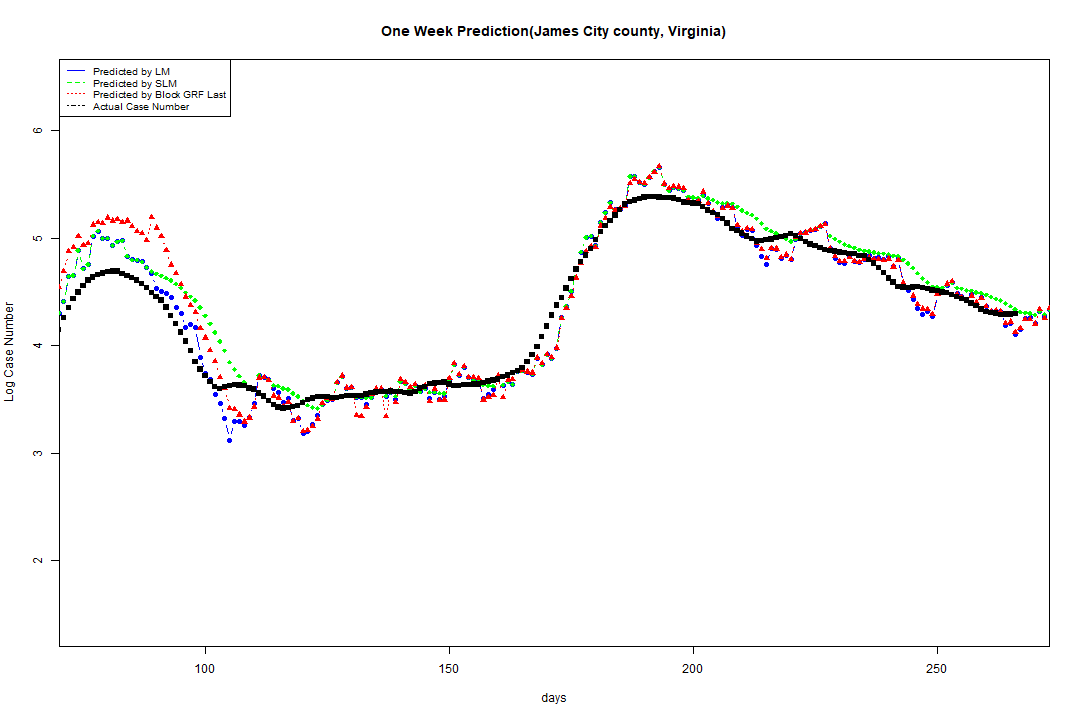 One Week Prediction(James City county, Virginia)
Predicted by LM
Predicted by SLM
Predicted by Block GRF Last
Actual Case Number
6
5
4
3
2
Log Case Number
100
150
200
250
days